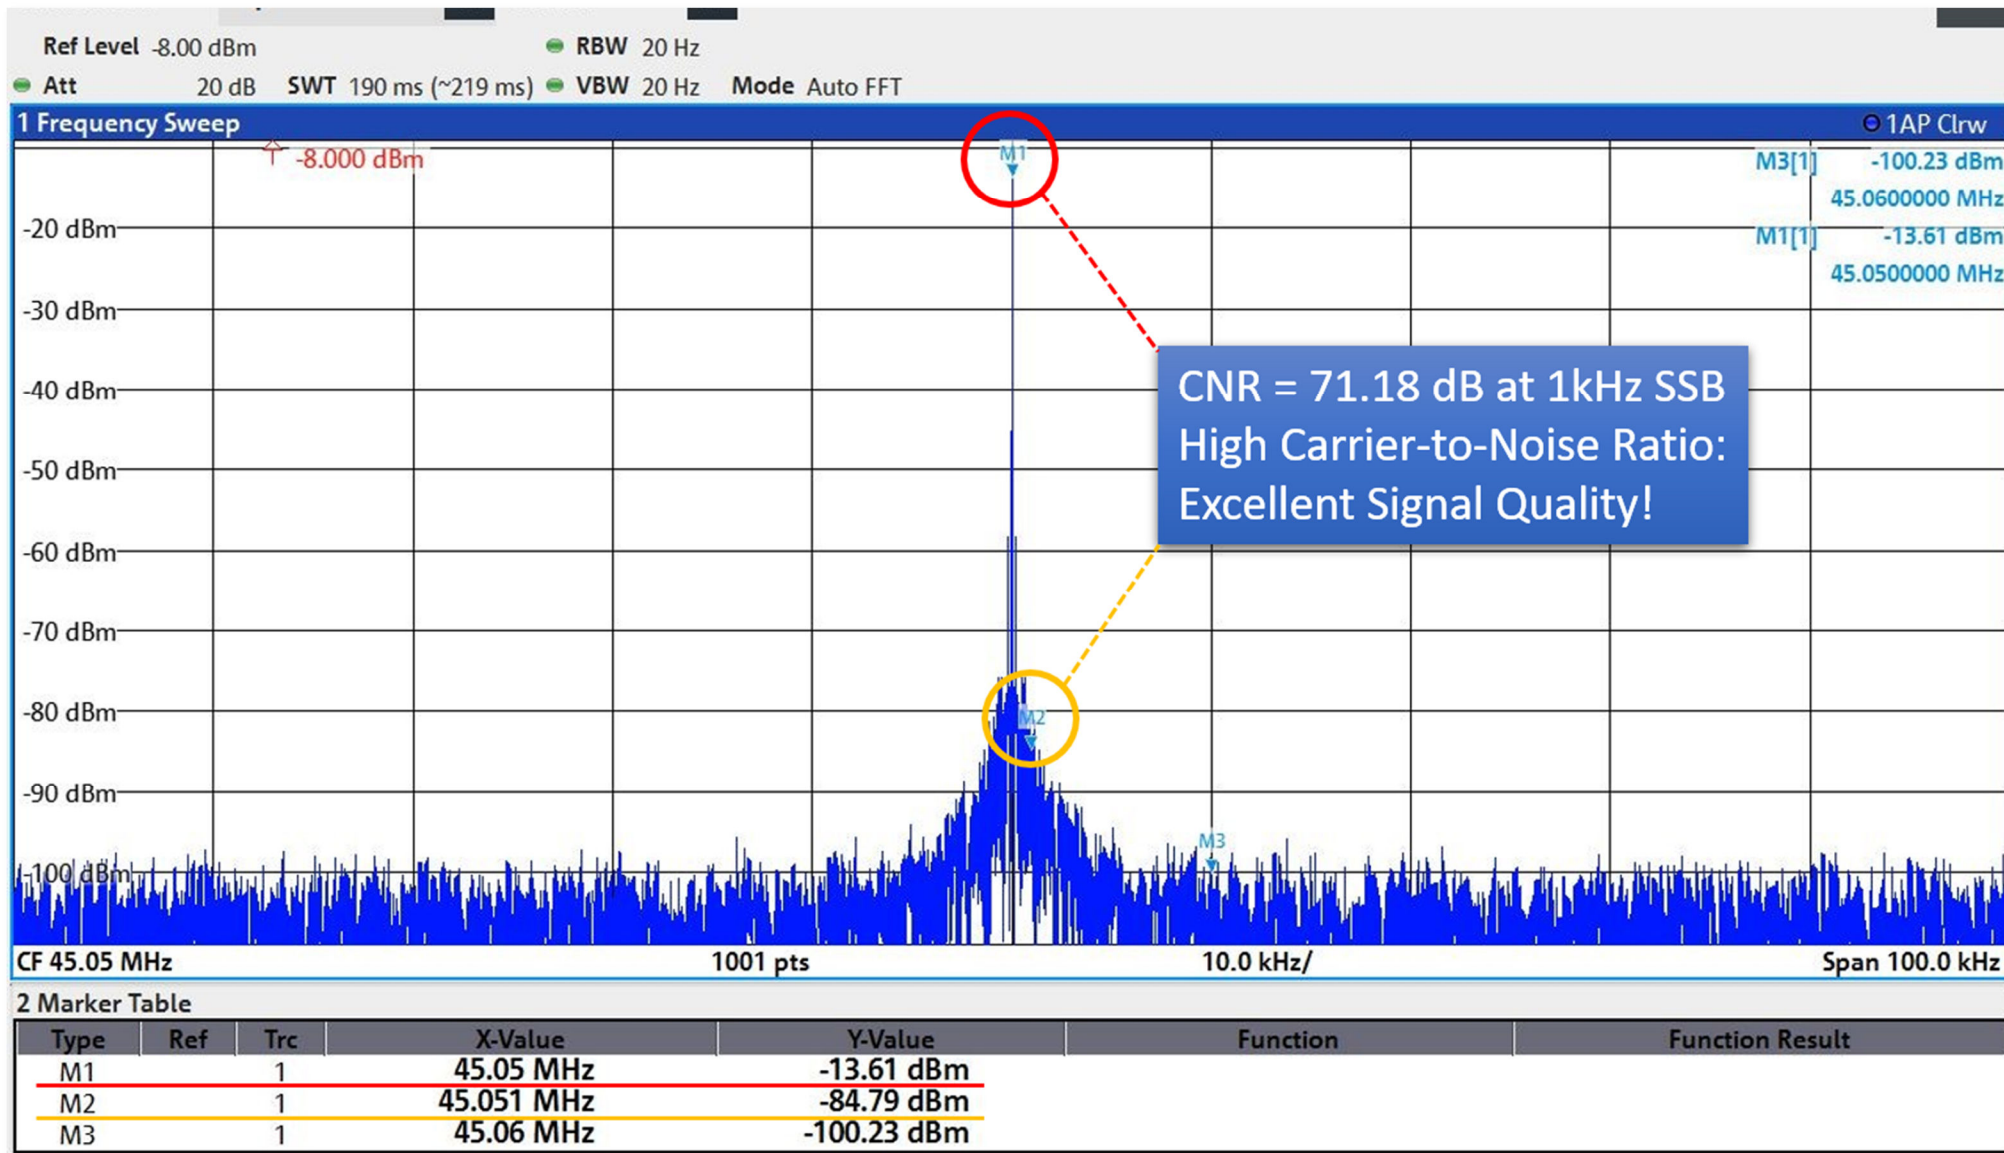 Ref Level -8.00 dBm RBW 20 Hz
Att 20 dB SWT 190 ms (~219 ms) VBW 20 Hz Mode Auto FFT
1 Frequency Sweep 1AP Clrw
-8.000 dBm M1 M3[1] -100.23 dBm
45.0600000 MHz
-20 dBm M1[1] -13.61 dBm
45.0500000 MHz
-30 dBm
-40 dBm
CNR = 71.18 dB at 1kHz SSB
High Carrier-to-Noise Ratio:
Excellent Signal Quality!
-50 dBm
-60 dBm
-70 dBm
-80 dBm M2
-90 dBm
M3
-100 dBm
CF 45.05 MHz 1001 pts 10.0 kHz/ Span 100.0 kHz
2 Marker Table
Type Ref Trc X-Value Y-Value Function Function Result
M1 1 45.05 MHz -13.61 dBm
M2 1 45.051 MHz -84.79 dBm
M3 1 45.06 MHz -100.23 dBm